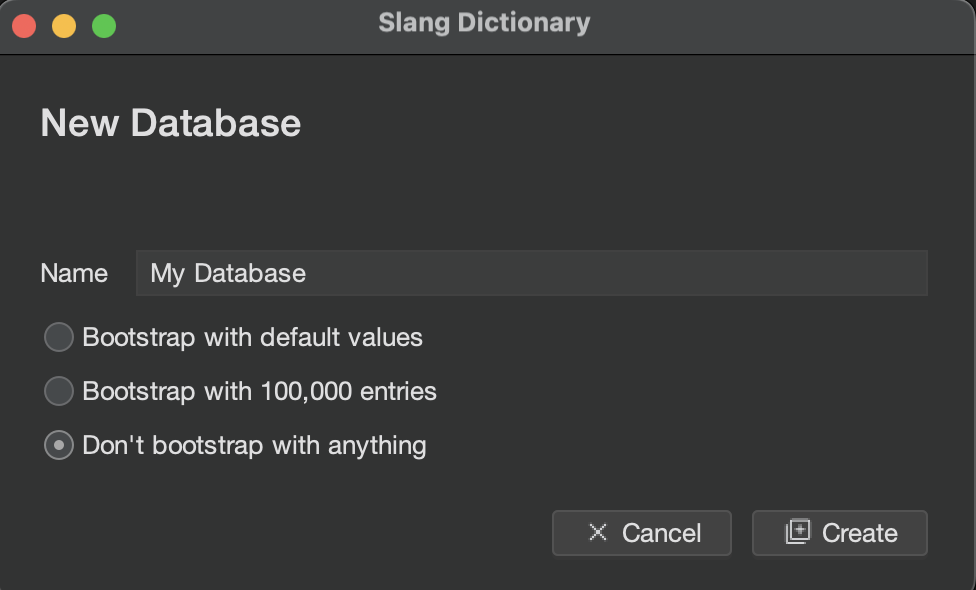 Slang Dictionary
New Database
Name My Database
Bootstrap with default values
Bootstrap with 100,000 entries
Don't bootstrap with anything
Cancel Create